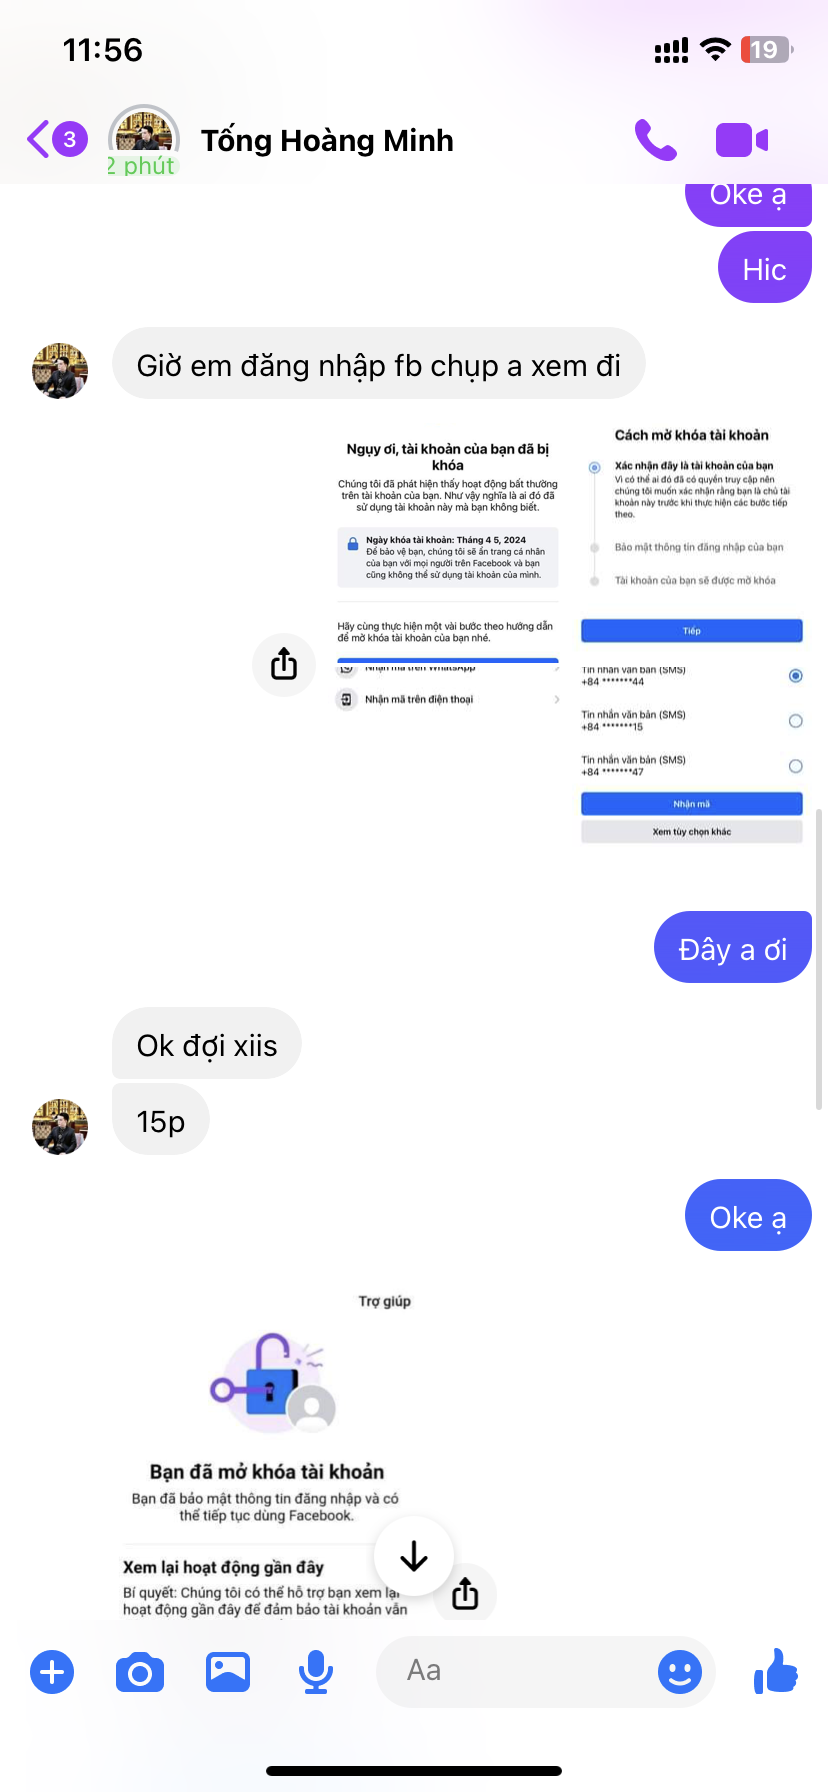 11:56
19
3
2 phút
Tống Hoàng Minh
Oke ạ
Hic
Giờ em đăng nhập fb chụp a xem đi
Ngụy ơi, tài khoản của bạn đã bị
khóa
Chúng tôi đã phát hiện thấy hoạt động bất thường
trên tài khoản của bạn. Như vậy nghĩa là ai đó đã
sử dụng tài khoản này mà bạn không biết.
Ngày khóa tài khoản: Tháng 4 5, 2024
Để bảo vệ bạn, chúng tôi sẽ ẩn trang cá nhân
của bạn với mọi người trên Facebook và bạn
cũng không thể sử dụng tài khoản của mình.
Hãy cùng thực hiện một vài bước theo hướng dẫn
để mở khóa tài khoản của bạn nhé.
Cách mở khóa tài khoản
Xác nhận đây là tài khoản của bạn
Vì có thể ai đó đã có quyền truy cập nên
chúng tôi muốn xác nhận rằng bạn là chủ tài
khoản này trước khi thực hiện các bước tiếp
theo.
Bảo mật thông tin đăng nhập của bạn
Tài khoản của bạn sẽ được mở khóa
Tiếp
Nhận mã trên WhatsApp
Nhận mã trên điện thoại
Tin nhắn văn bản (SMS)
+84 *******44
Tin nhắn văn bản (SMS)
+84 *******15
Tin nhắn văn bản (SMS)
+84 *******47
Nhận mã
Xem tùy chọn khác
Đây a ơi
Ok đợi xiis
15p
Oke ạ
Trợ giúp
Bạn đã mở khóa tài khoản
Bạn đã bảo mật thông tin đăng nhập và có
thể tiếp tục dùng Facebook.
Xem lại hoạt động gần đây
Bí quyết: Chúng tôi có thể hỗ trợ bạn xem lại
hoạt động gần đây để đảm bảo tài khoản vẫn
Aa